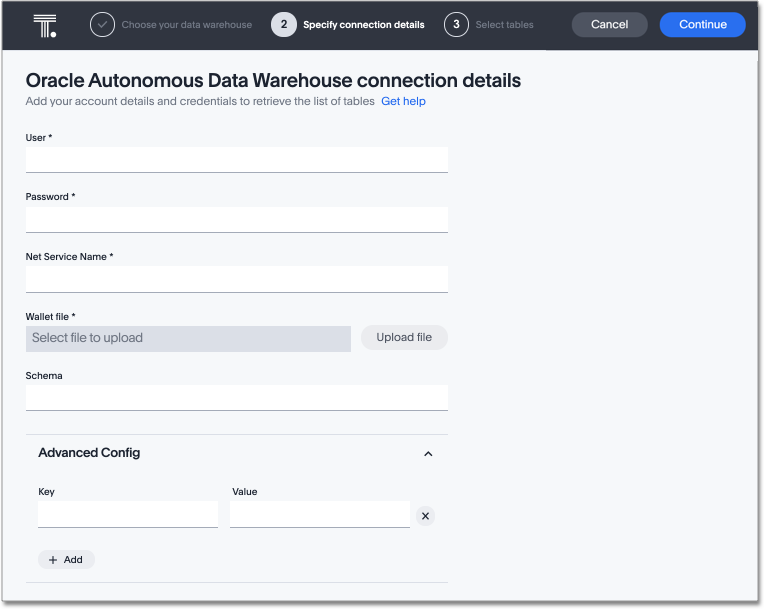 T. Choose your data warehouse 2 Specify connection details 3 Select tables Cancel Continue
Oracle Autonomous Data Warehouse connection details
Add your account details and credentials to retrieve the list of tables Get help
User *
Password *
Net Service Name *
Wallet file *
Select file to upload Upload file
Schema
Advanced Config
Key Value
+ Add